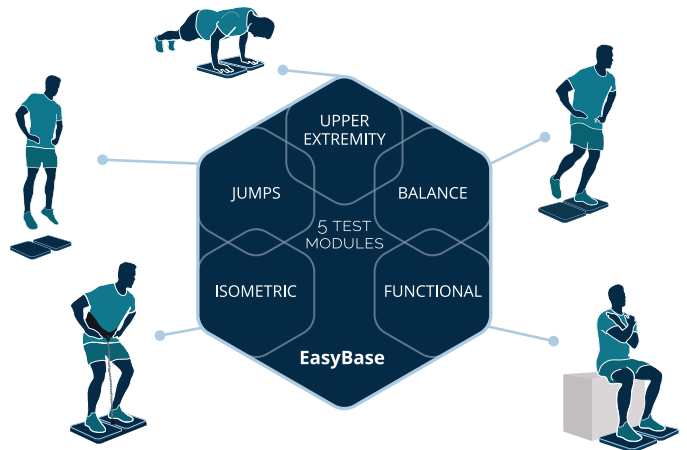 UPPER
EXTREMITY
JUMPS
BALANCE
5 TEST
MODULES
ISOMETRIC
FUNCTIONAL
EasyBase